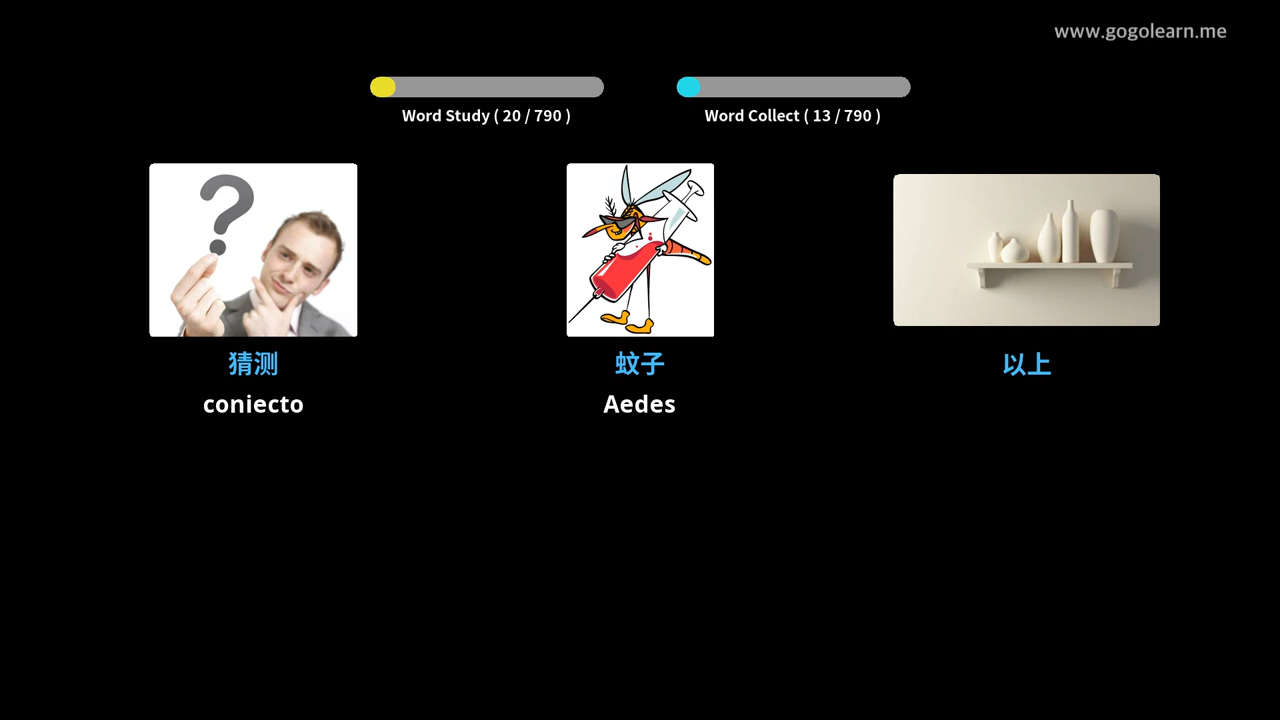 www.gogolearn.me
Word Study ( 20 / 790 )
Word Collect ( 13 / 790 )
猜测
coniecto
蚊子
Aedes
以上